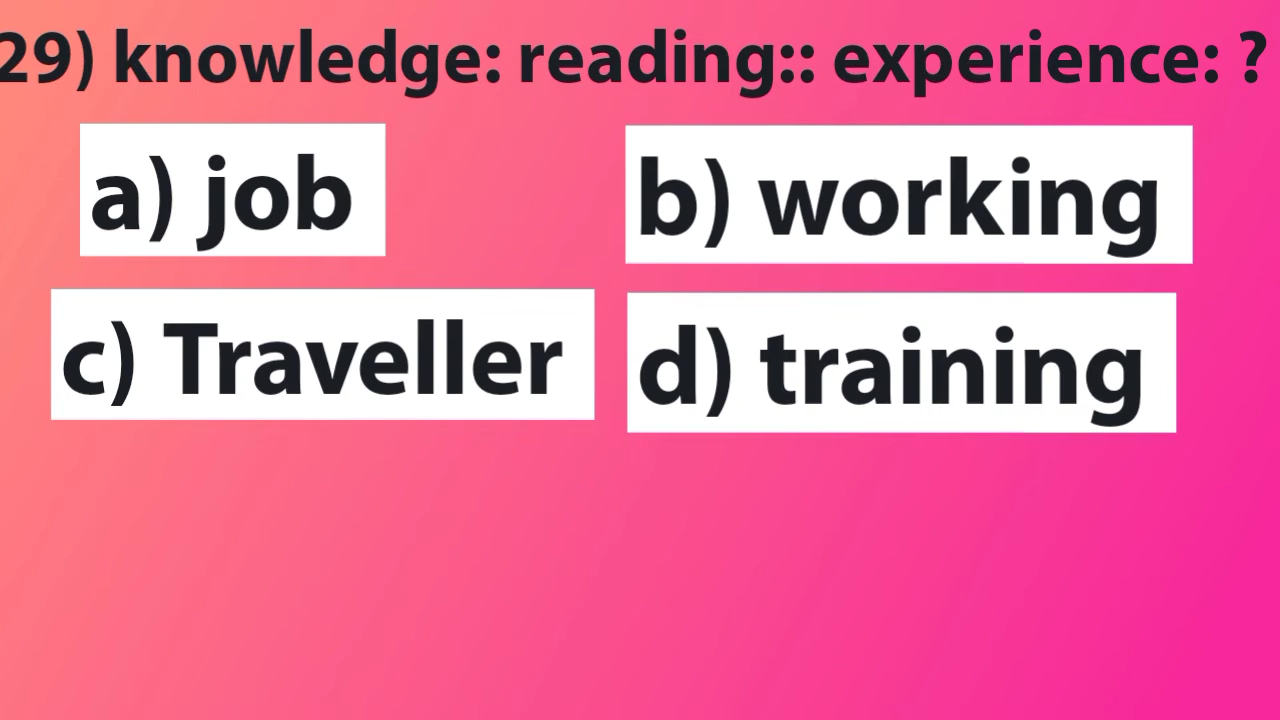 29) knowledge: reading:: experience: ?
a) job
b) working
c) Traveller
d) training